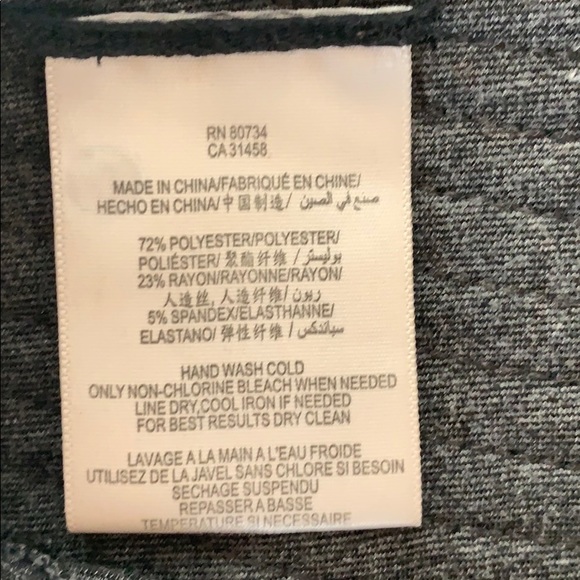 RN 80734
CA 31458
MADE IN CHINA/FABRIQUÉ EN CHINE/
HECHO EN CHINA/中国制造/ صنع في الصين
72% POLYESTER/POLYESTER/
POLIÉSTER/ 聚酯纤维 / بوليستر
23% RAYON/RAYONNE/RAYON/
人造丝, 人造纤维/ ريون
5% SPANDEX/ELASTHANNE/
ELASTANO/ 弹性纤维 / سباندكس
HAND WASH COLD
ONLY NON-CHLORINE BLEACH WHEN NEEDED
LINE DRY,COOL IRON IF NEEDED
FOR BEST RESULTS DRY CLEAN
LAVAGE A LA MAIN A L'EAU FROIDE
UTILISEZ DE LA JAVEL SANS CHLORE SI BESOIN
SECHAGE SUSPENDU
REPASSER A BASSE
TEMPERATURE SI NECESSAIRE